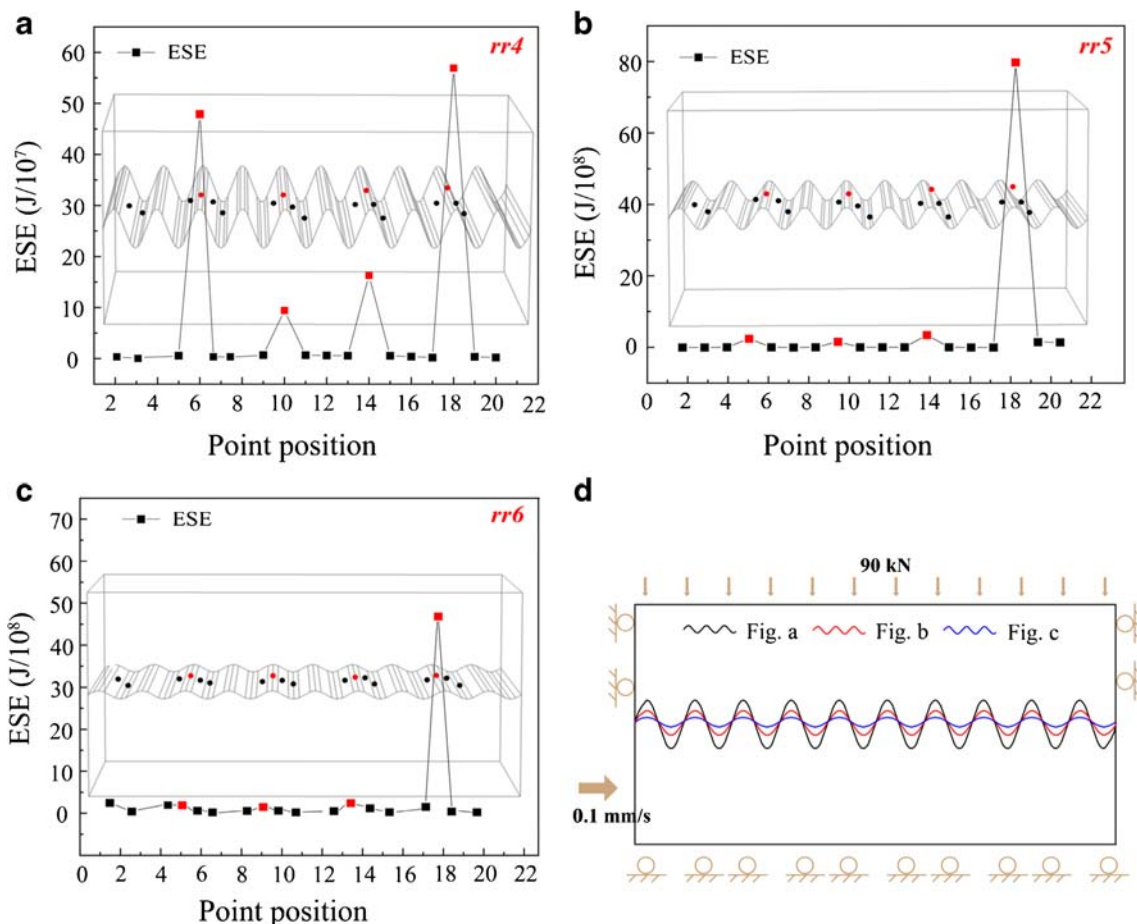 a
rr4
ESE
60
50
40
30
20
10
0
ESE (J/10⁷)
2 4 6 8 10 12 14 16 18 20 22
Point position
b
rr5
ESE
80
60
40
20
0
ESE (J/10⁸)
0 2 4 6 8 10 12 14 16 18 20 22
Point position
c
rr6
ESE
70
60
50
40
30
20
10
0
ESE (J/10⁸)
0 2 4 6 8 10 12 14 16 18 20 22
Point position
d
90 kN
Fig. a Fig. b Fig. c
0.1 mm/s